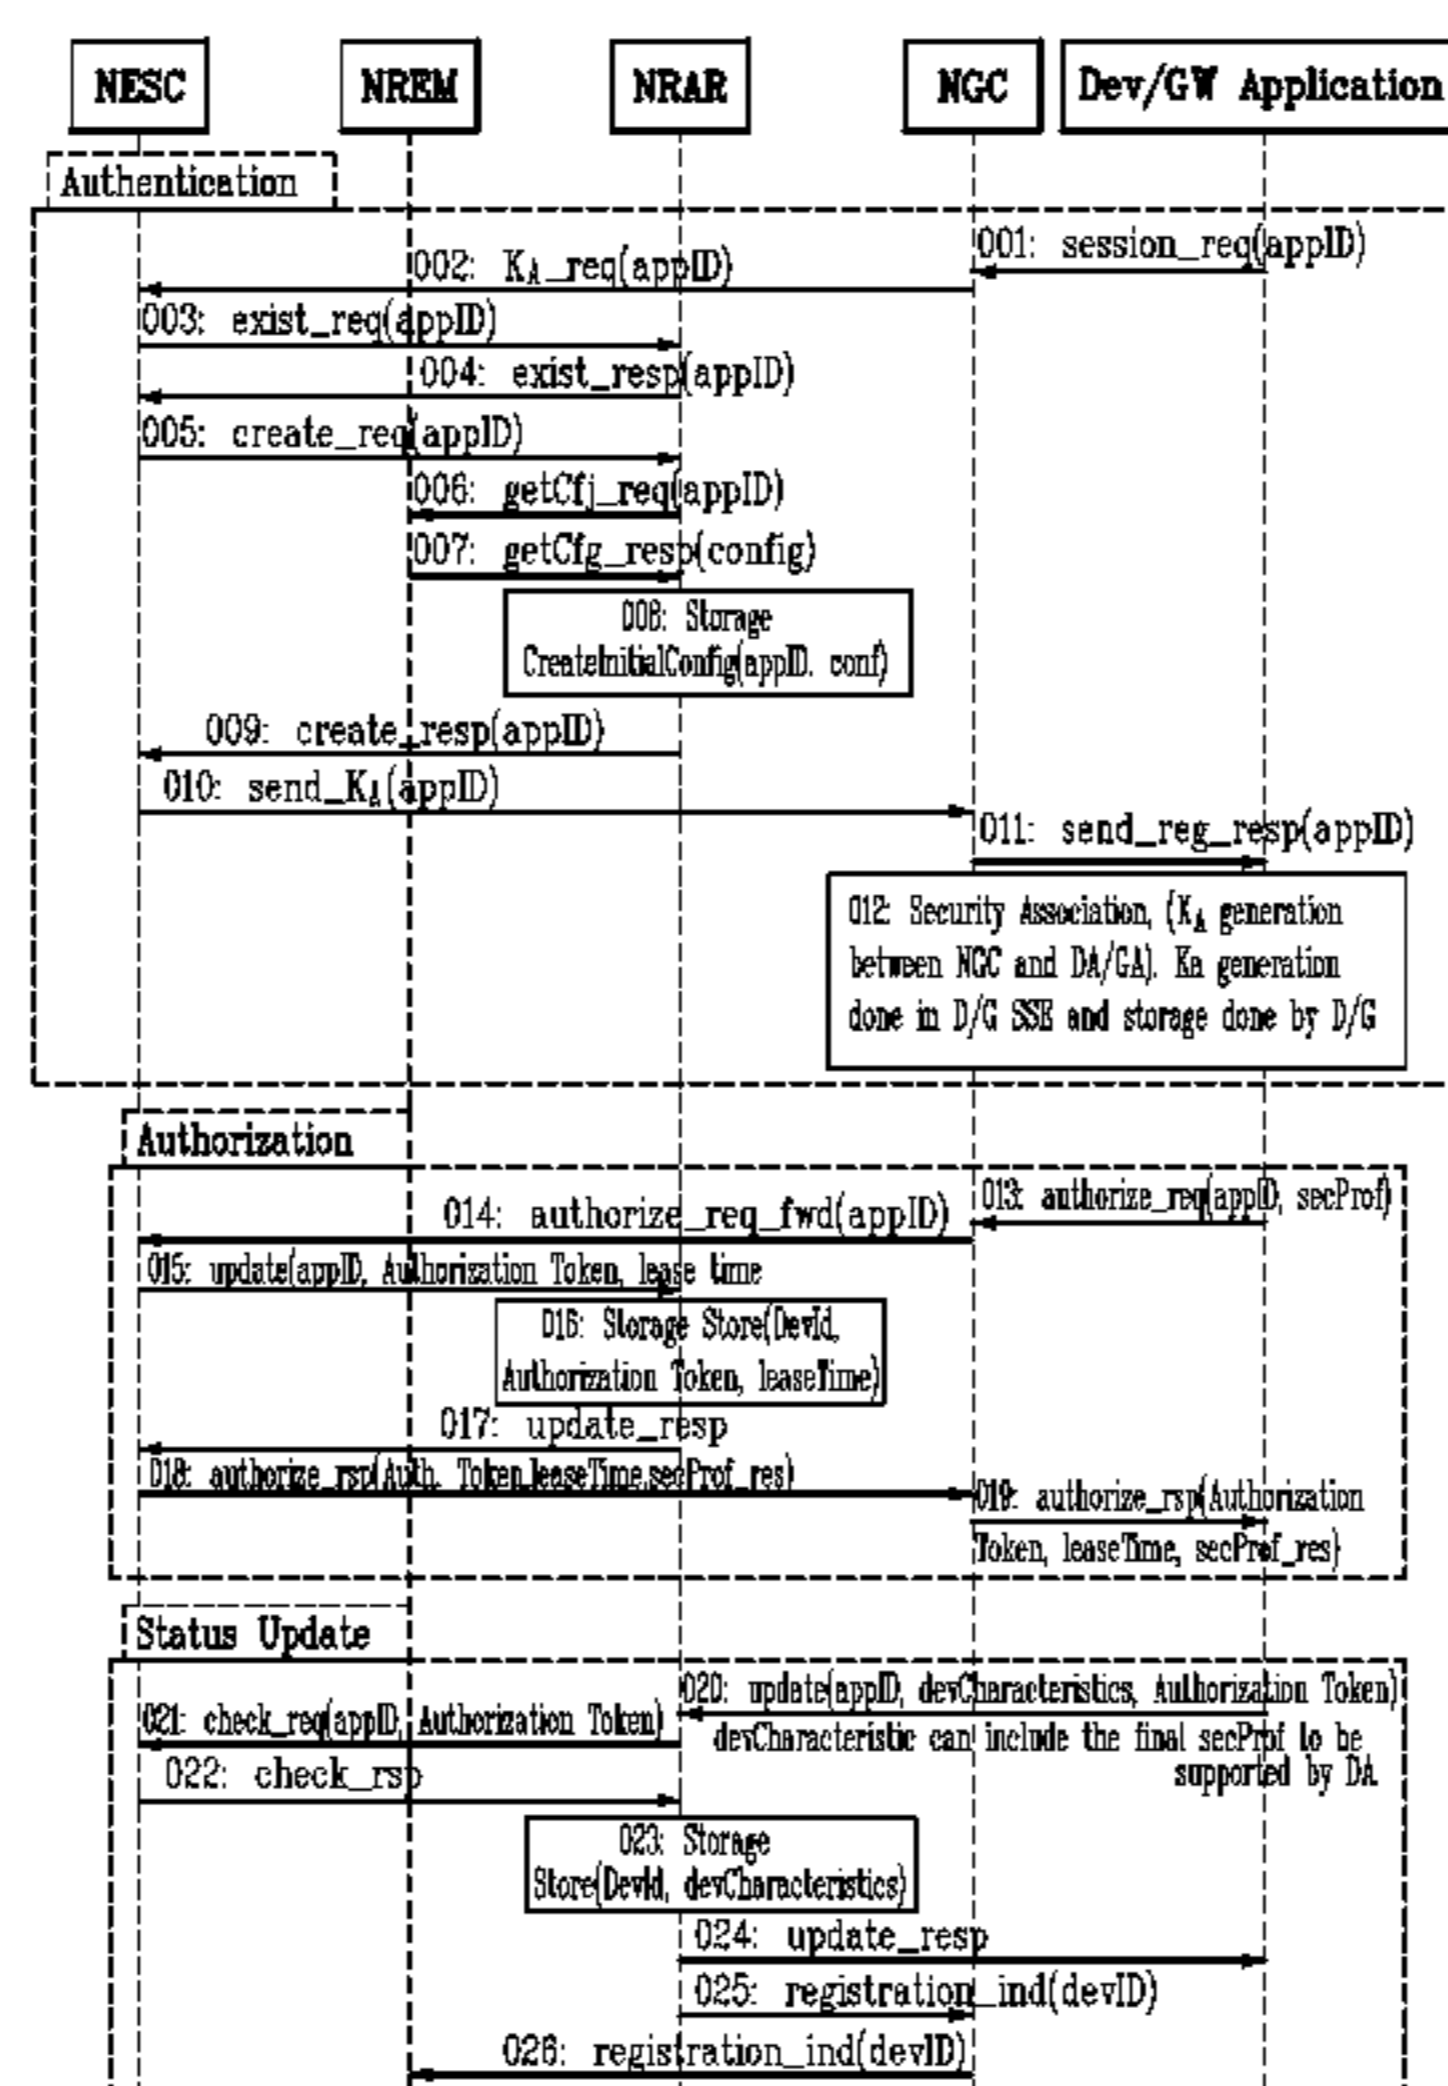 NESC
NREM
NRAR
NGC
Dev/GW Application
Authentication
001: session_req(appID)
002: KA_req(appID)
003: exist_req(appID)
004: exist_resp(appID)
005: create_req(appID)
006: getCfj_req(appID)
007: getCfg_resp(config)
008: Storage
CreateInitialConfig(appID. conf)
009: create_resp(appID)
010: send_KA(appID)
011: send_reg_resp(appID)
012: Security Association, (KA generation
between NGC and DA/GA). Ka generation
done in D/G SSE and storage done by D/G
Authorization
013: authorize_req(appID, secProf)
014: authorize_req_fwd(appID)
015: update(appID, Authorization Token, lease time
016: Storage Store(DevId,
Authorization Token, leaseTime)
017: update_resp
018: authorize_rsp(Auth. Token,leaseTime,secProf_res)
019: authorize_rsp(Authorization
Token, leaseTime, secProf_res)
Status Update
020: update(appID, devCharacteristics, Authorization Token)
021: check_req(appID, Authorization Token)
devCharacteristic can include the final secProf to be
supported by DA
022: check_rsp
023: Storage
Store(DevId, devCharacteristics)
024: update_resp
025: registration_ind(devID)
026: registration_ind(devID)